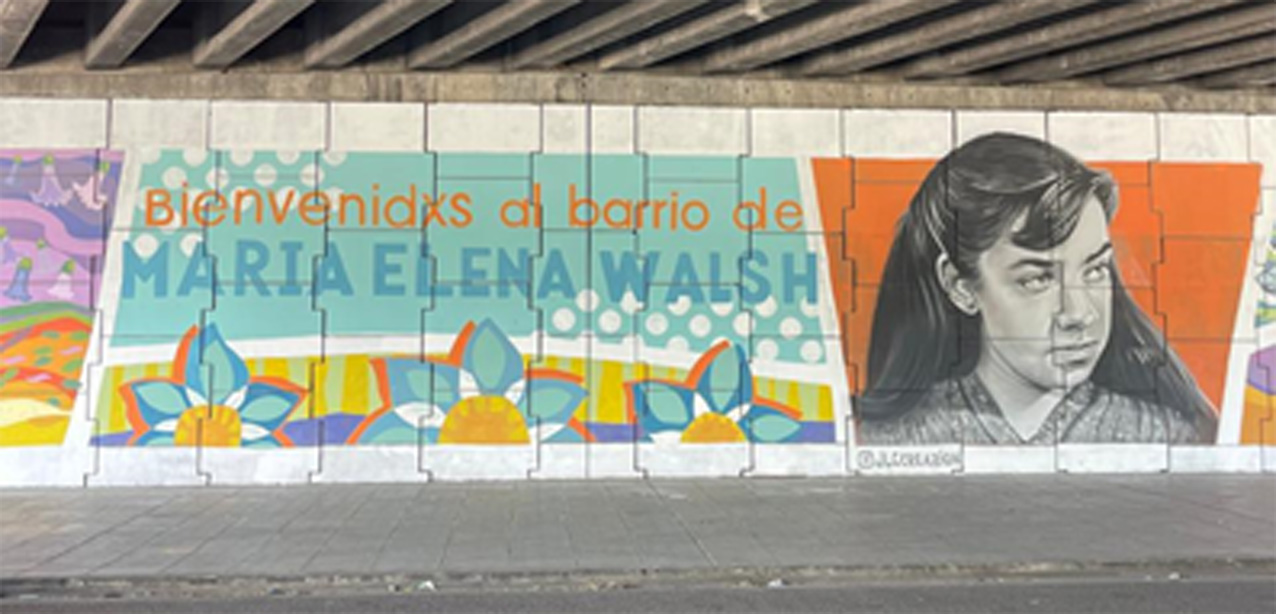 Bienvenidxs al barrio de
MARIA ELENA WALSH